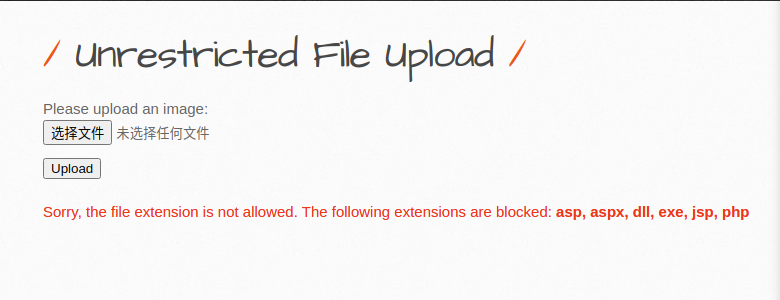 / Unrestricted File Upload /
Please upload an image:
选择文件 未选择任何文件
Upload
Sorry, the file extension is not allowed. The following extensions are blocked: asp, aspx, dll, exe, jsp, php